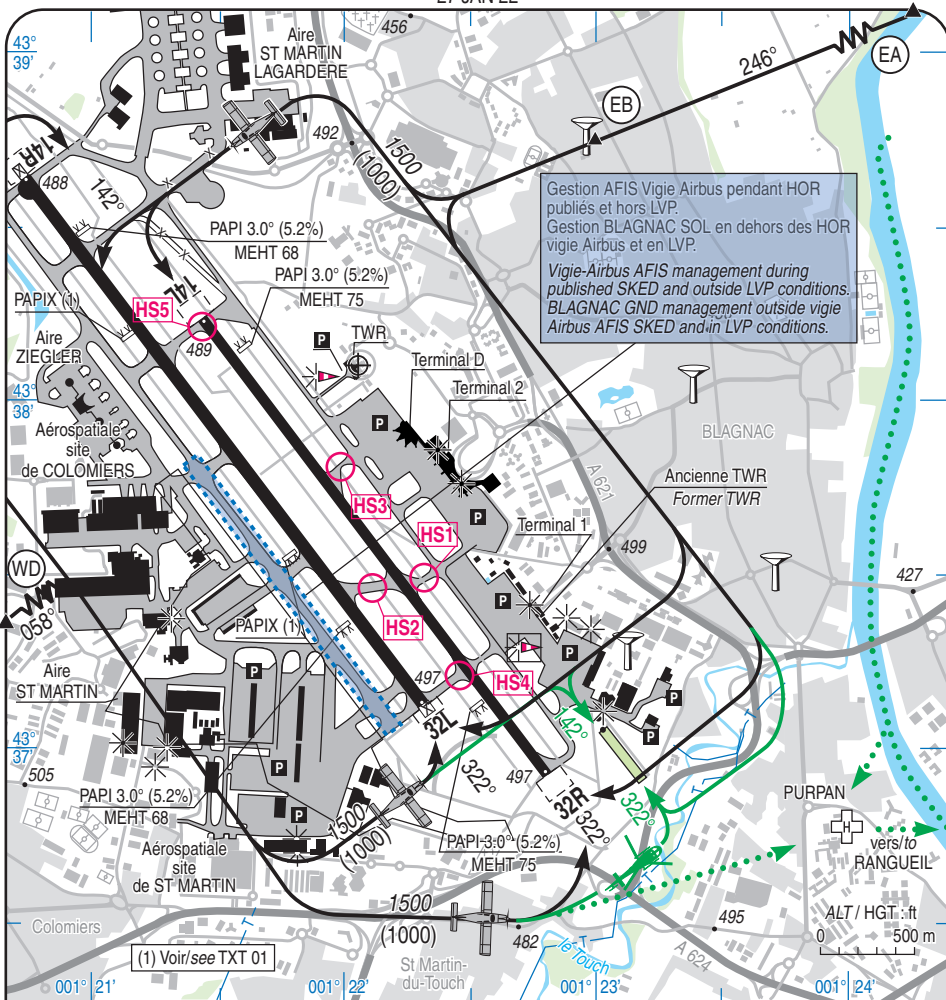 43°
39'
456
Aire
ST MARTIN
LAGARDERE
246°
EA
EB
492
1500
(1000)
14R
488
142°
PAPI 3.0° (5.2%)
MEHT 68
PAPI 3.0° (5.2%)
MEHT 75
14L
PAPIX (1)
HS5
489
Gestion AFIS Vigie Airbus pendant HOR
publiés et hors LVP.
Gestion BLAGNAC SOL en dehors des HOR
vigie Airbus et en LVP.
Vigie-Airbus AFIS management during
published SKED and outside LVP conditions.
BLAGNAC GND management outside vigie
Airbus AFIS SKED and in LVP conditions.
Aire
ZIEGLER
P
TWR
Terminal D
Terminal 2
43°
38'
Aérospatiale
site
de COLOMIERS
P
BLAGNAC
A 621
HS3
Ancienne TWR
Former TWR
P
HS1
Terminal 1
499
427
WD
058°
HS2
P
PAPIX (1)
P
P
Aire
ST MARTIN
497
HS4
P
32L
142°
P
43°
37'
322°
505
P
497
32R
322°
322°
PAPI 3.0° (5.2%)
MEHT 68
P
1500
(1000)
PURPAN
PAPI 3.0° (5.2%)
MEHT 75
vers/to
RANGUEIL
Aérospatiale
site
de ST MARTIN
1500
(1000)
ALT / HGT : ft
0 500 m
495
482
Colomiers
le Touch
A 624
(1) Voir/see TXT 01
St Martin-
du-Touch
001° 21'
001° 22'
001° 23'
001° 24'